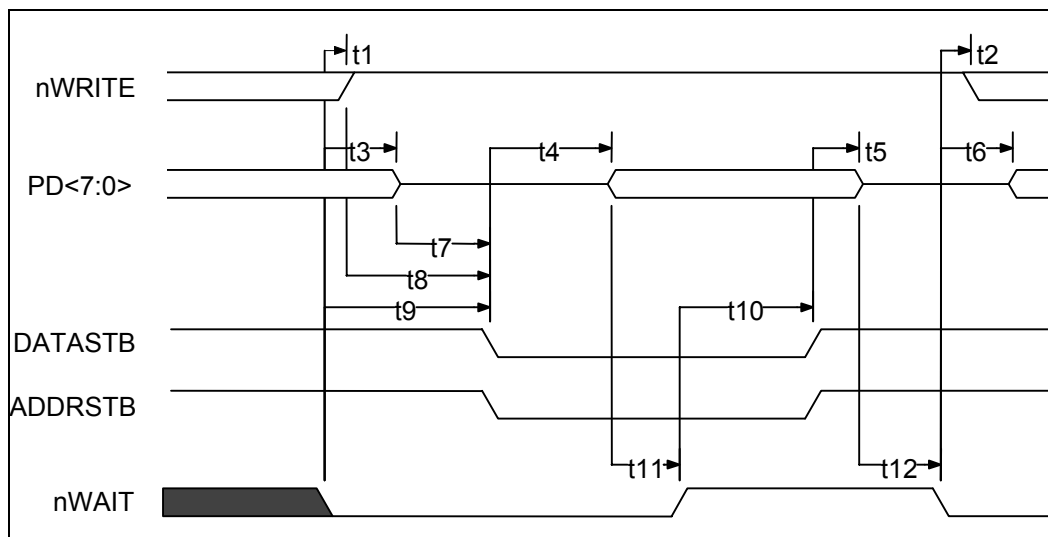 t1
t2
nWRITE
t3
t4
t5
t6
PD<7:0>
t7
t8
t9
t10
DATASTB
ADDRSTB
t11
t12
nWAIT